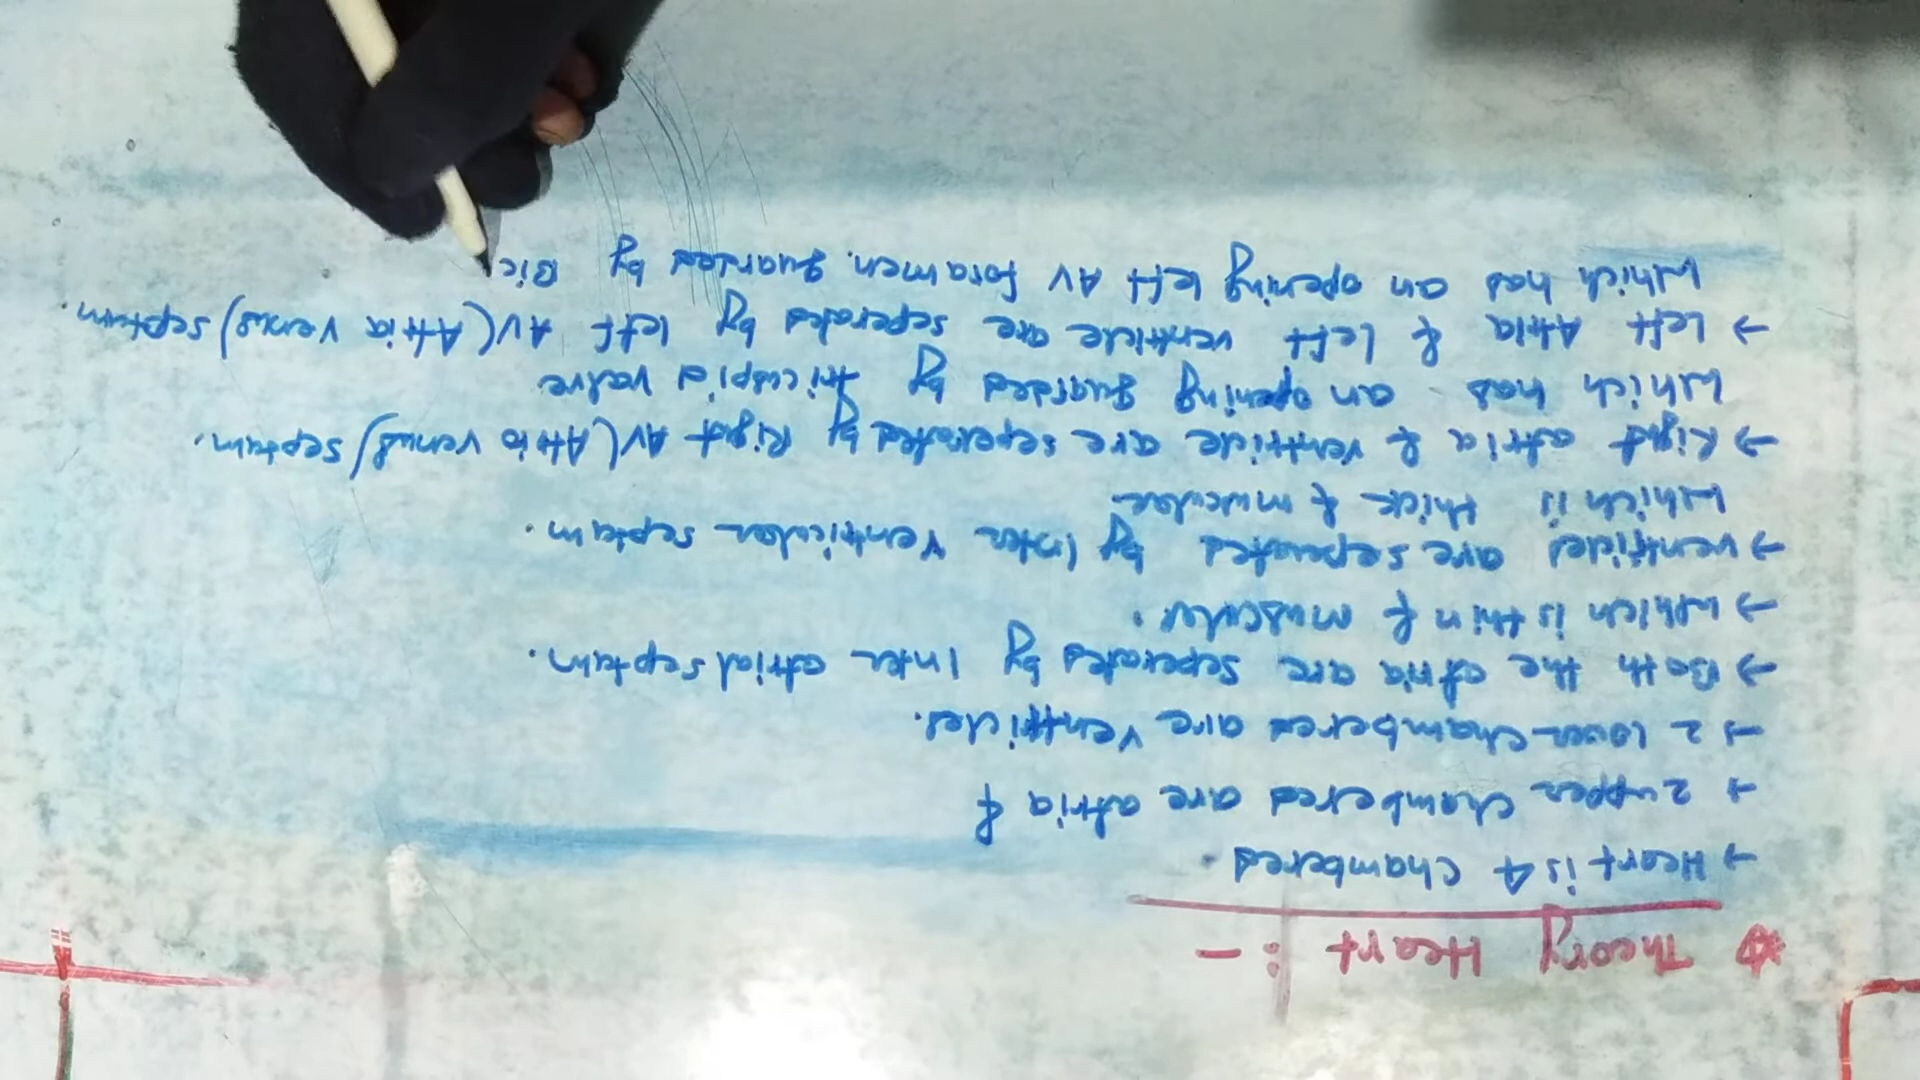 ☆ Theory Heart :-
→ Heart is 4 chambered.
→ 2 upper chambered are atria &
→ 2 lower chambered are Ventricles.
→ Both the atria are seperated by Inter atrial septum.
→ which is thin & muscular.
→ ventricles are seperated by Inter Ventricular septum.
which is thick & muscular
→ Right atria & ventricle are seperated by Right AV (Atrio venus) septum.
which has an opening guarded by tricuspid valve
→ Left Atria & Left ventricle are seperated by left AV (Atria venus) septum.
which has an opening left AV foramen. guarded by Bic